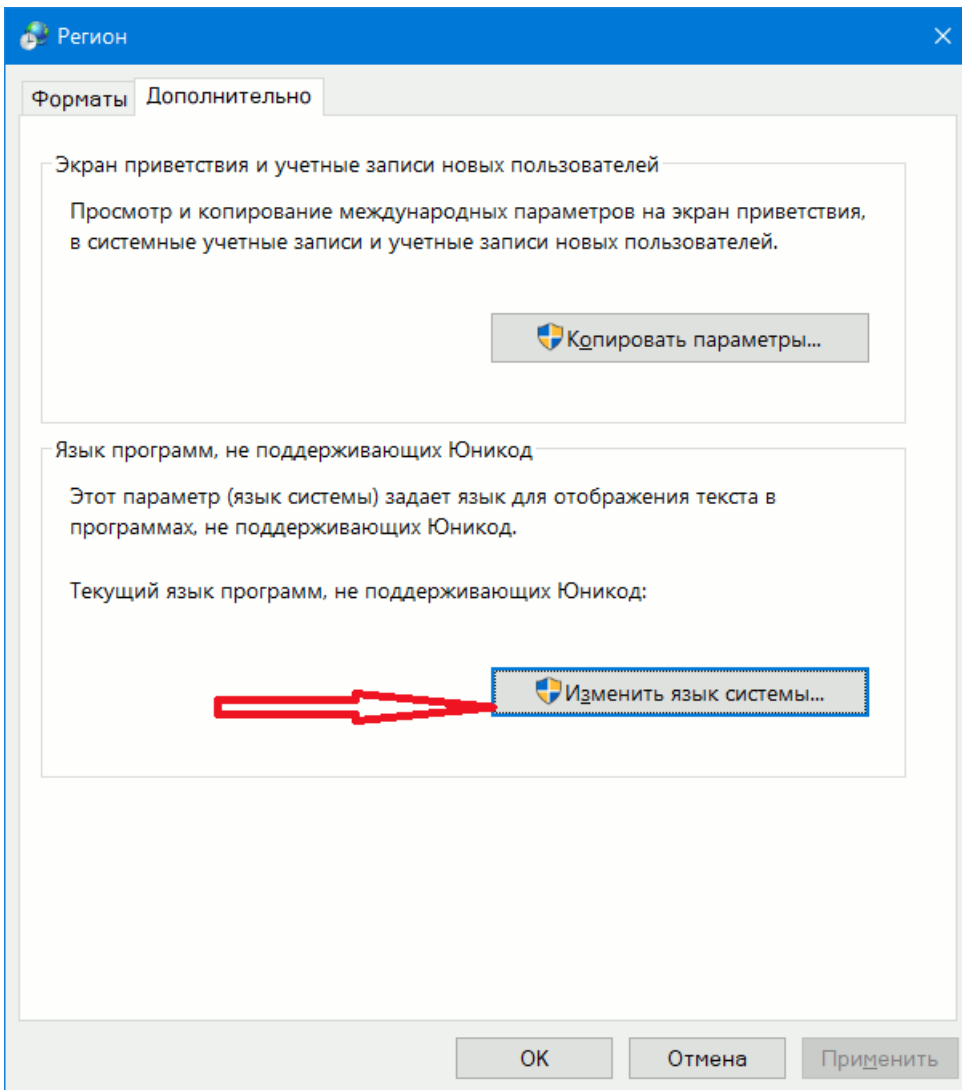 Регион
Форматы Дополнительно
Экран приветствия и учетные записи новых пользователей
Просмотр и копирование международных параметров на экран приветствия,
в системные учетные записи и учетные записи новых пользователей.
Копировать параметры...
Язык программ, не поддерживающих Юникод
Этот параметр (язык системы) задает язык для отображения текста в
программах, не поддерживающих Юникод.
Текущий язык программ, не поддерживающих Юникод:
Изменить язык системы...
ОК Отмена Применить